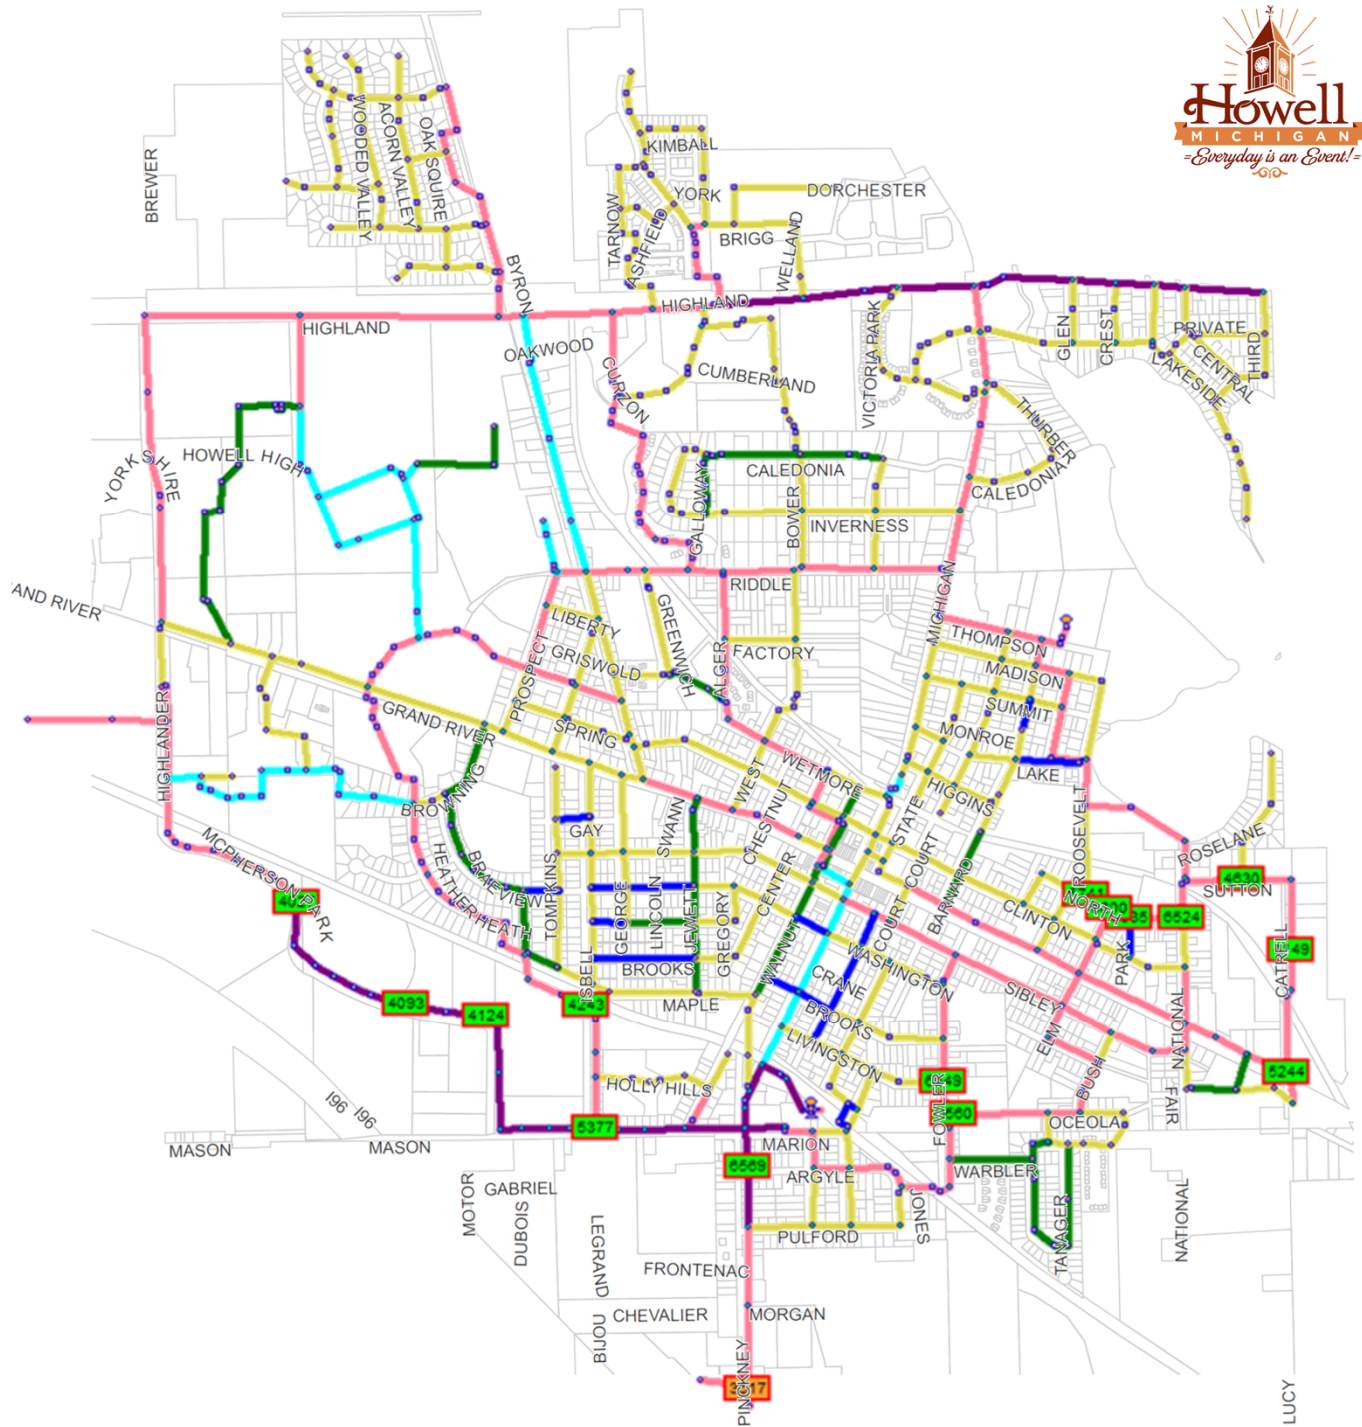 Howell
MICHIGAN
Everyday is an Event!
KIMBALL
BREWER
WOODED VALLEY
ACORN VALLEY
OAK SQUIRE
YORK
DORCHESTER
TARNOW
ASHFIELD
BRIGG
WELLAND
BYRON
HIGHLAND
HIGHLAND
OAKWOOD
VICTORIA PARK
GLEN
CREST
PRIVATE
CENTRAL
LAKESIDE
THIRD
CURZON
CUMBERLAND
THURBER
YORKSHIRE
HOWELL HIGH
GALLOWAY
CALEDONIA
CALEDONIA
BOWER
INVERNESS
AND RIVER
RIDDLE
MICHIGAN
LIBERTY
GREENWICH
THOMPSON
PROSPECT
GRISWOLD
ALGER
FACTORY
MADISON
HIGHLANDER
GRAND RIVER
SPRING
SUMMIT
MONROE
WETMORE
LAKE
BROWNING
WEST
HIGGINS
GAY
SWANN
CHESTNUT
STATE
ROOSEVELT
MCPHERSON PARK
HEATHERHEATH
BRAEVIEW
TOMPKINS
CENTER
COURT
BARNARD
ROSELANE
4630
SUTTON
GEORGE
LINCOLN
JEWETT
GREGORY
CLINTON
NORTH
6524
WALNUT
COURT
WASHINGTON
PARK
CATRELL
BROOKS
CRANE
ISBELL
4093
4124
4243
MAPLE
BROOKS
SIBLEY
ELM
NATIONAL
LIVINGSTON
HOLLY HILLS
BUSH
5244
FOWLER
FAIR
I96 I96
5377
OCEOLA
MASON
MASON
MARION
6569
ARGYLE
WARBLER
MOTOR
GABRIEL
DUBOIS
JONES
TANAGER
NATIONAL
LEGRAND
PULFORD
FRONTENAC
CHEVALIER
MORGAN
BIJOU
PINCKNEY
LUCY